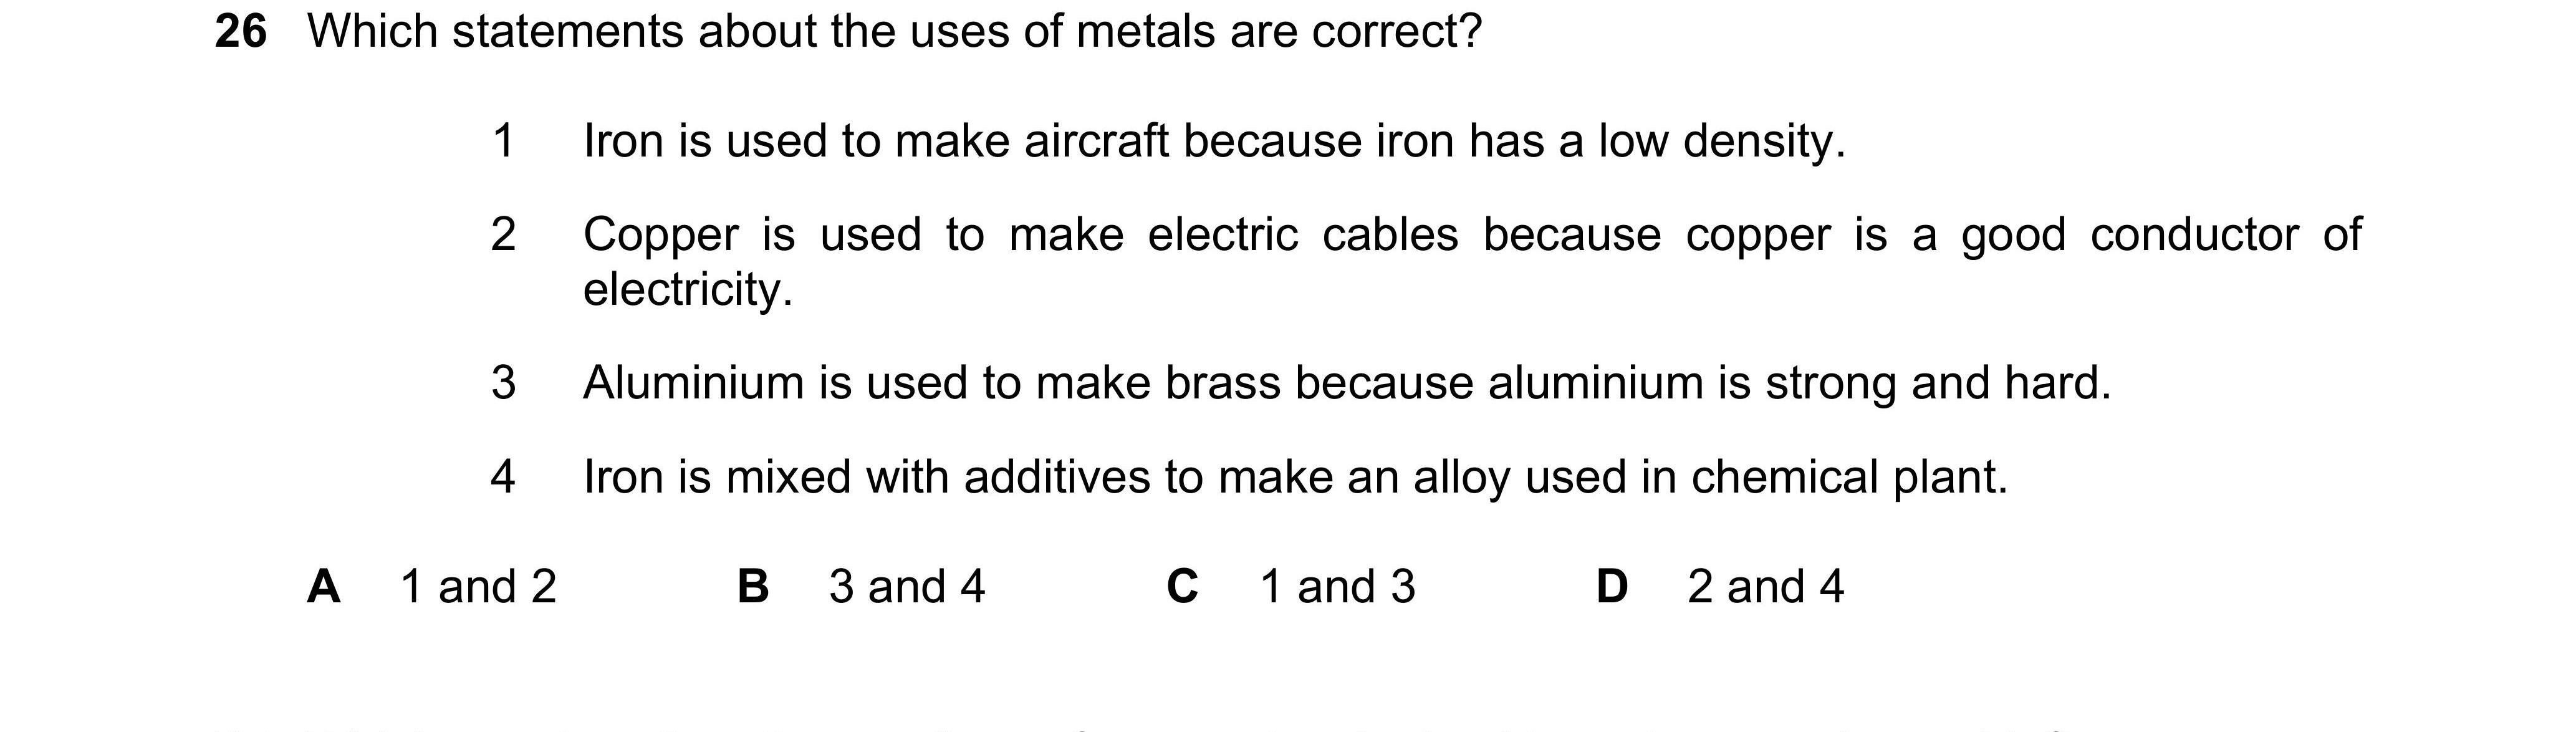 26 Which statements about the uses of metals are correct?
1 Iron is used to make aircraft because iron has a low density.
2 Copper is used to make electric cables because copper is a good conductor of
electricity.
3 Aluminium is used to make brass because aluminium is strong and hard.
4 Iron is mixed with additives to make an alloy used in chemical plant.
A 1 and 2 B 3 and 4 C 1 and 3 D 2 and 4